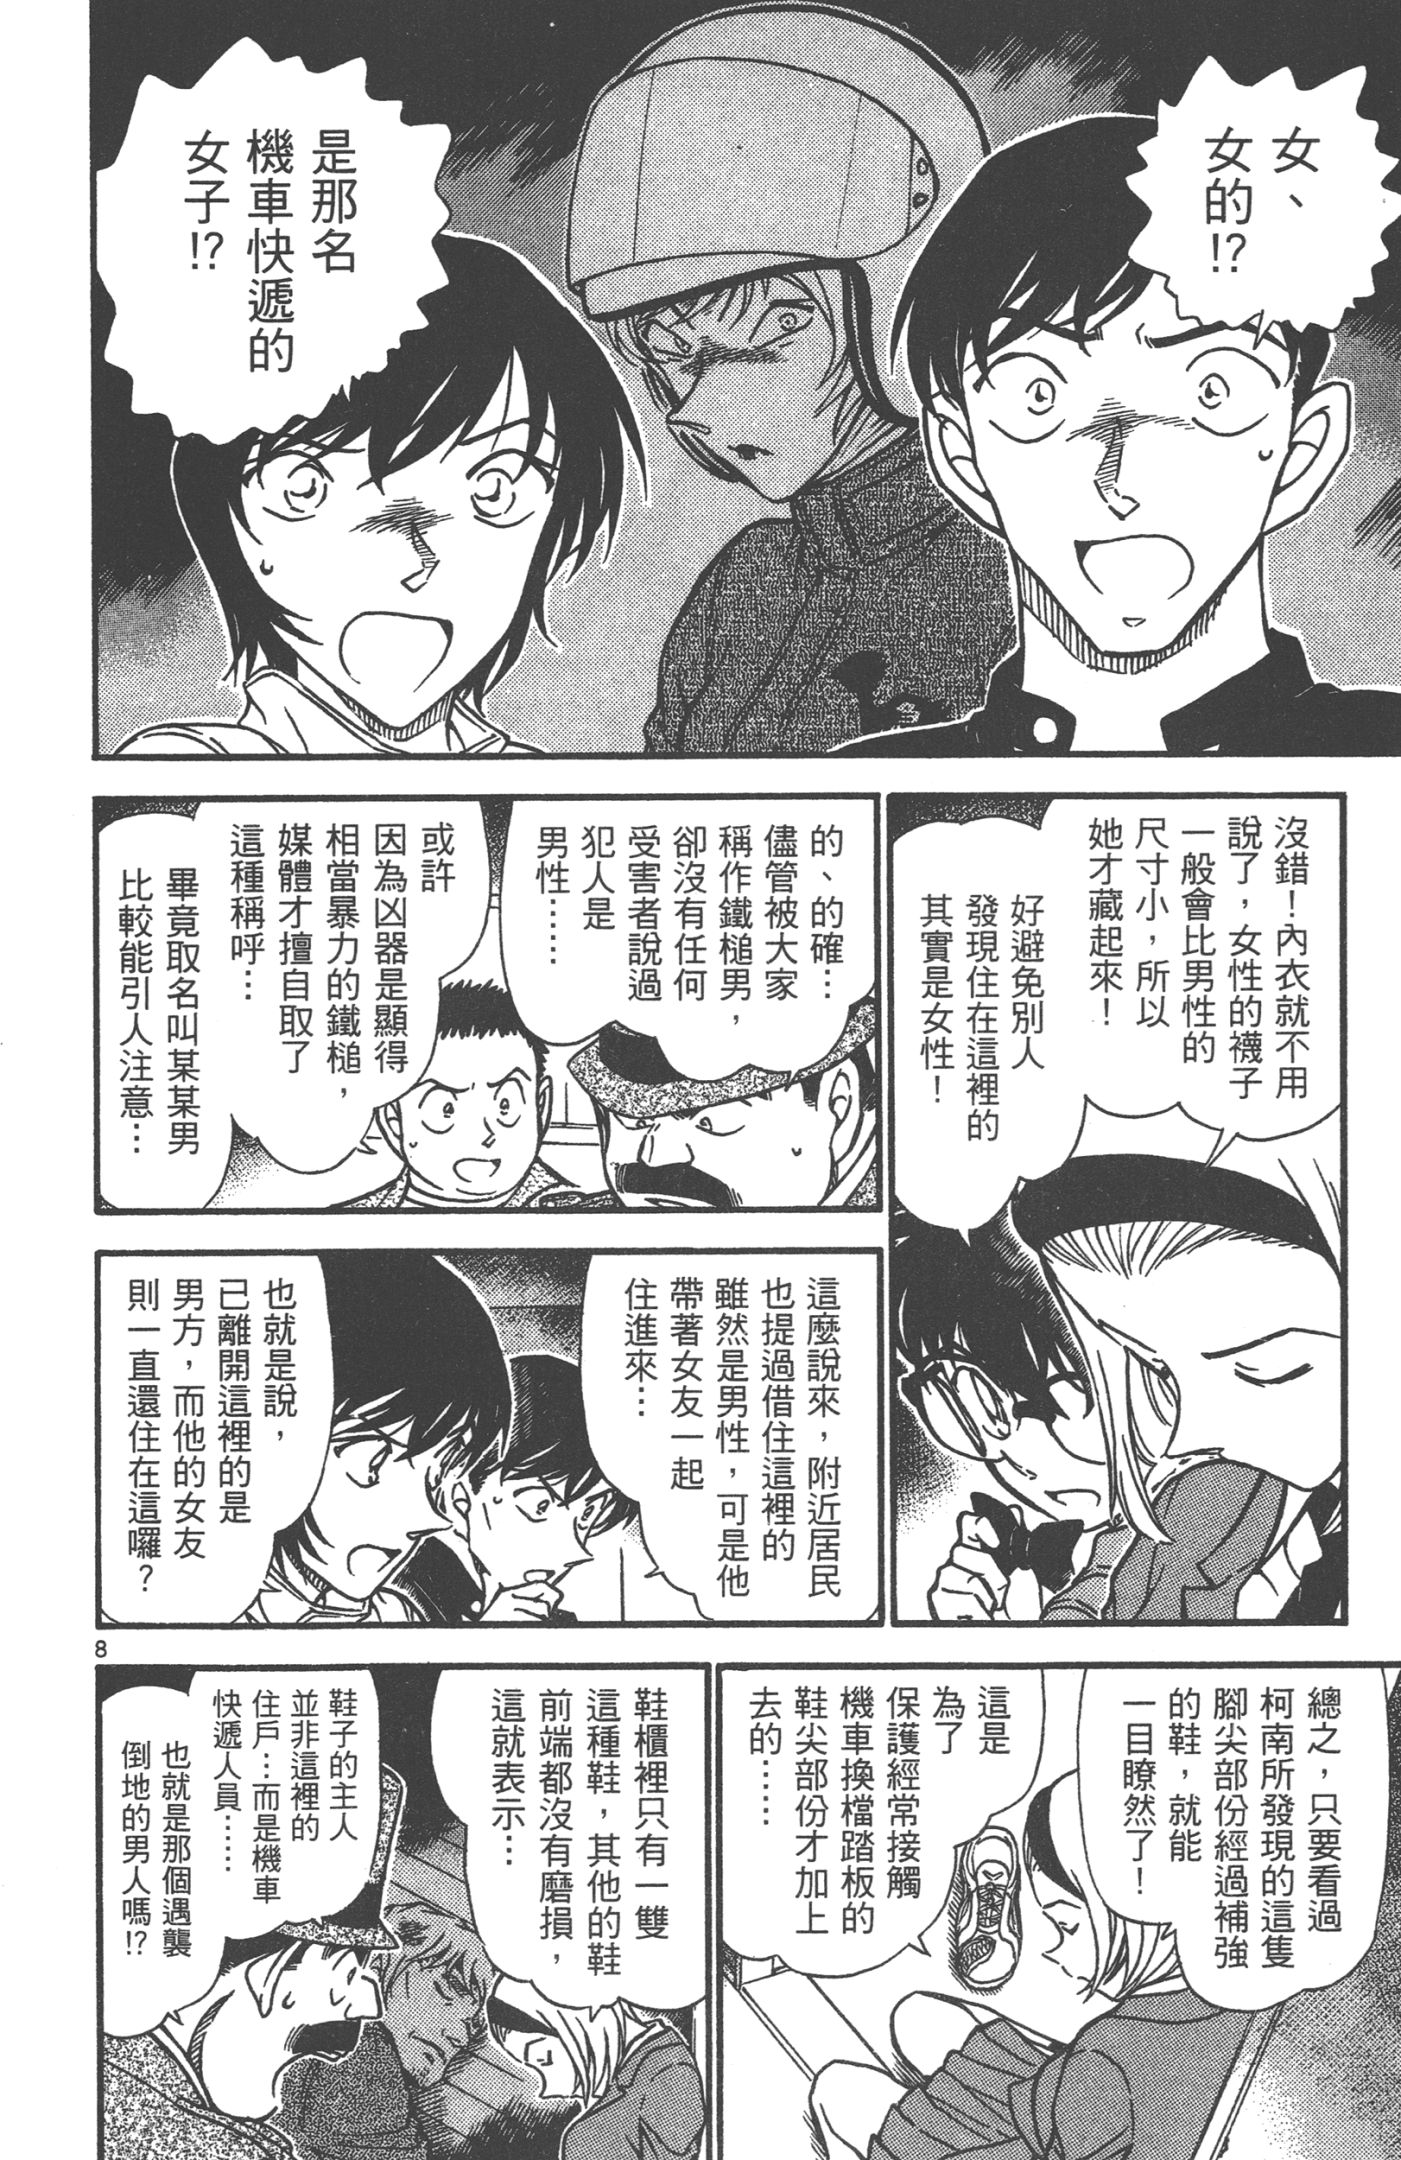 女、
女的!?
是那名
機車快遞的
女子!?
沒錯！內衣就不用
說了，女性的襪子
一般會比男性的
尺寸小，所以
她才藏起來！
好避免別人
發現住在這裡的
其實是女性！
的、的確…
儘管被大家
稱作鐵槌男，
卻沒有任何
受害者說過
犯人是
男性……
或許
因為凶器是顯得
相當暴力的鐵槌，
媒體才擅自取了
這種稱呼…
畢竟取名叫某某男
比較能引人注意…
這麼說來，附近居民
也提過借住這裡的
雖然是男性，可是他
帶著女友一起
住進來…
也就是說，
已離開這裡的是
男方，而他的女友
則一直還住在這囉？
8
總之，只要看過
柯南所發現的這隻
腳尖部份經過補強
的鞋，就能
一目瞭然了！
這是
為了
保護經常接觸
機車換檔踏板的
鞋尖部份才加上
去的……
鞋櫃裡只有一雙
這種鞋，其他的鞋
前端都沒有磨損，
這就表示…
鞋子的主人
並非這裡的
住戶…而是機車
快遞人員……
也就是那個遇襲
倒地的男人嗎!?